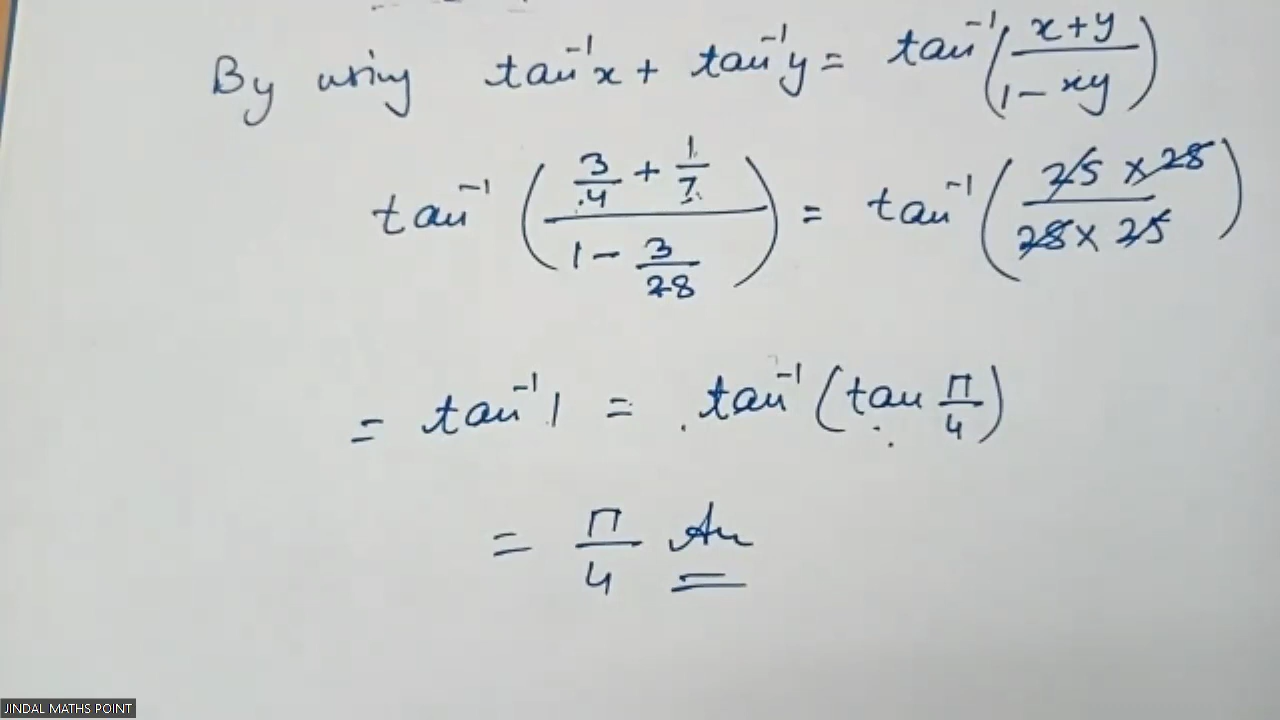 By using tan⁻¹x + tan⁻¹y = tan⁻¹((x+y)/(1-xy))
tan⁻¹((3/4 + 1/7)/(1 - 3/28)) = tan⁻¹((25 × 28)/(28 × 25))
= tan⁻¹1 = tan⁻¹(tan π/4)
= π/4 An
JINDAL MATHS POINT